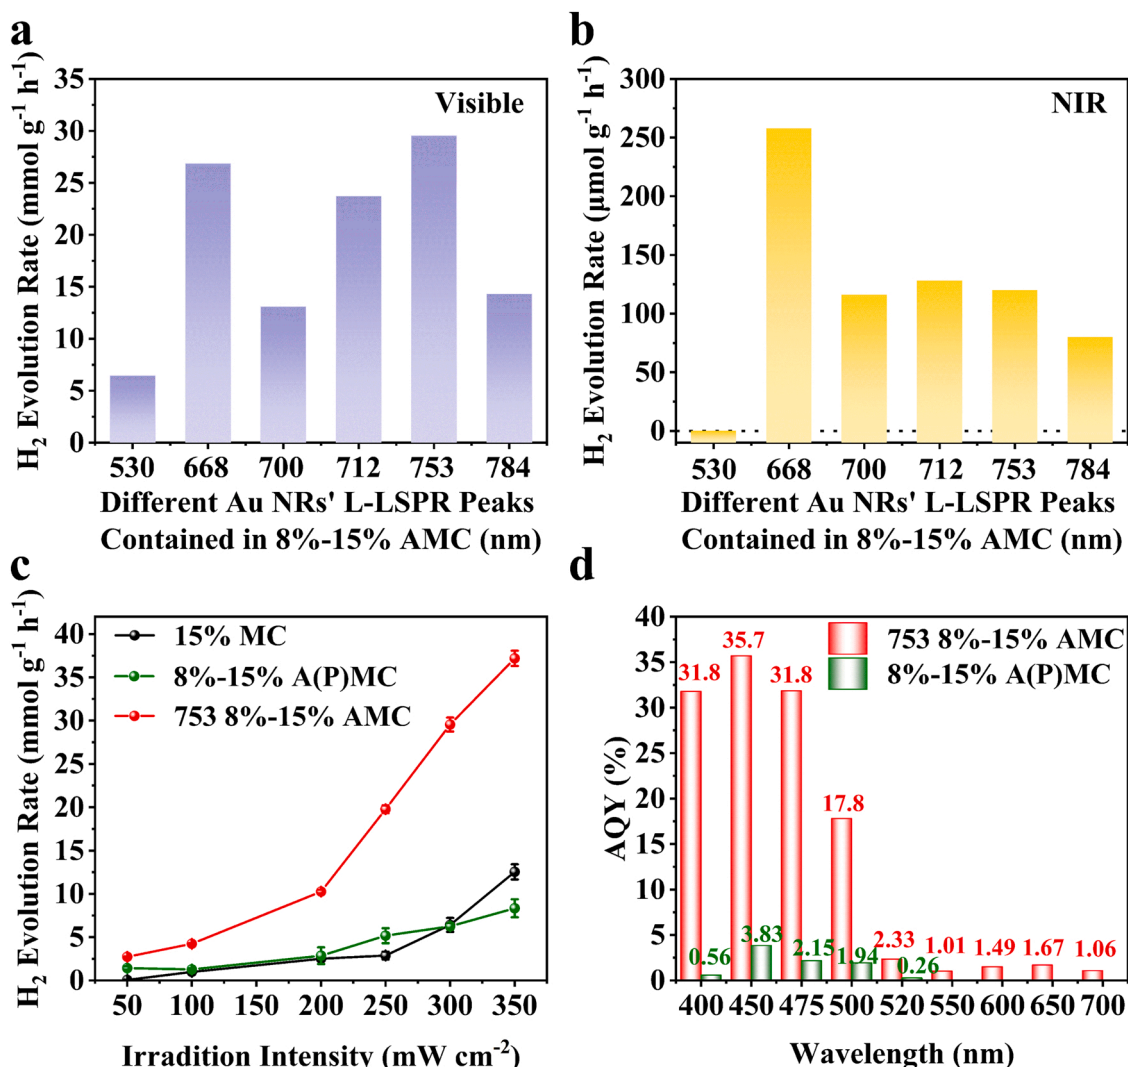 a
H2 Evolution Rate (mmol g-1 h-1)
35
30
25
20
15
10
5
0
Visible
530 668 700 712 753 784
Different Au NRs' L-LSPR Peaks
Contained in 8%-15% AMC (nm)
b
H2 Evolution Rate (μmol g-1 h-1)
300
250
200
150
100
50
0
NIR
530 668 700 712 753 784
Different Au NRs' L-LSPR Peaks
Contained in 8%-15% AMC (nm)
c
H2 Evolution Rate (mmol g-1 h-1)
40
35
30
25
20
15
10
5
0
15% MC
8%-15% A(P)MC
753 8%-15% AMC
50 100 150 200 250 300 350
Irradition Intensity (mW cm-2)
d
AQY (%)
40
35
30
25
20
15
10
5
0
753 8%-15% AMC
8%-15% A(P)MC
31.8 35.7 31.8 17.8 2.33 1.01 1.49 1.67 1.06
0.56 3.83 2.15 1.94 0.26
400 450 475 500 520 550 600 650 700
Wavelength (nm)